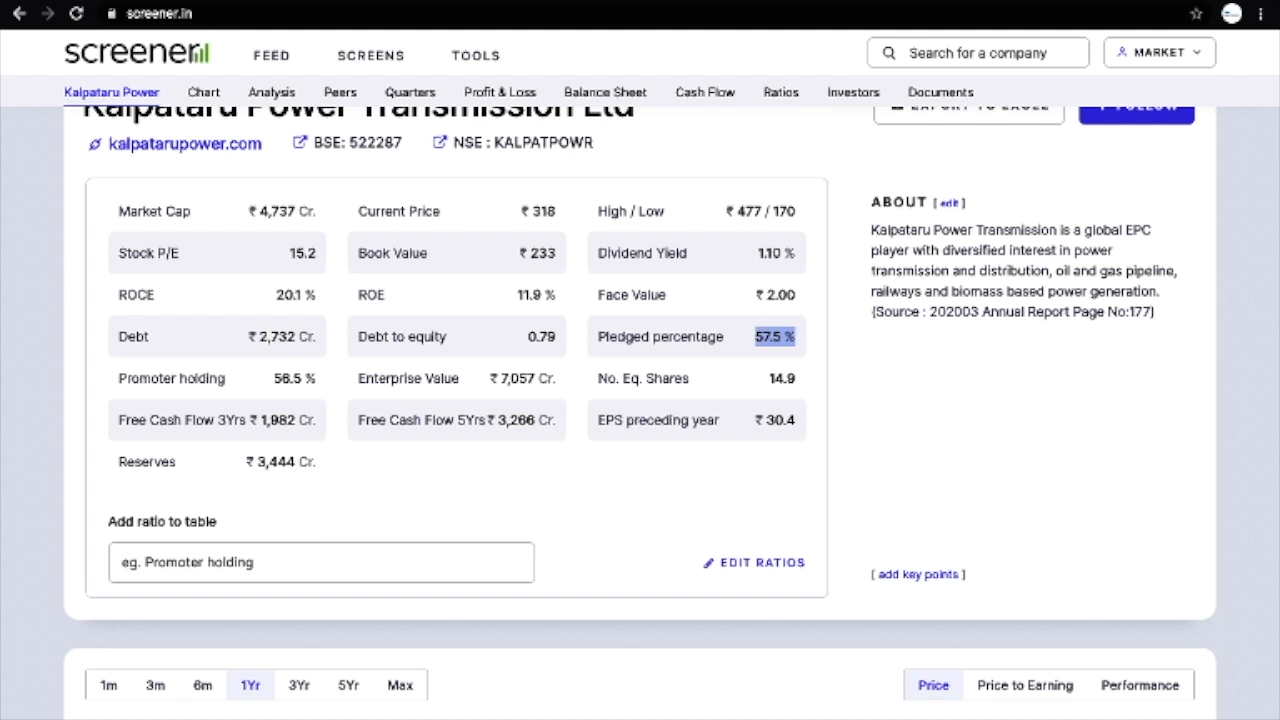 screener.in
screener
FEED SCREENS TOOLS
Search for a company
MARKET
Kalpataru Power Chart Analysis Peers Quarters Profit & Loss Balance Sheet Cash Flow Ratios Investors Documents
Kalpataru Power Transmission Ltd
EXPORT TO EXCEL
+ FOLLOW
kalpatarupower.com BSE: 522287 NSE : KALPATPOWR
Market Cap ₹ 4,737 Cr. Current Price ₹ 318 High / Low ₹ 477 / 170
Stock P/E 15.2 Book Value ₹ 233 Dividend Yield 1.10 %
ROCE 20.1 % ROE 11.9 % Face Value ₹ 2.00
Debt ₹ 2,732 Cr. Debt to equity 0.79 Pledged percentage 57.5 %
Promoter holding 56.5 % Enterprise Value ₹ 7,057 Cr. No. Eq. Shares 14.9
Free Cash Flow 3Yrs ₹ 1,982 Cr. Free Cash Flow 5Yrs ₹ 3,266 Cr. EPS preceding year ₹ 30.4
Reserves ₹ 3,444 Cr.
Add ratio to table
eg. Promoter holding
EDIT RATIOS
ABOUT [ edit ]
Kalpataru Power Transmission is a global EPC
player with diversified interest in power
transmission and distribution, oil and gas pipeline,
railways and biomass based power generation.
(Source : 202003 Annual Report Page No:177)
[ add key points ]
1m 3m 6m 1Yr 3Yr 5Yr Max
Price Price to Earning Performance